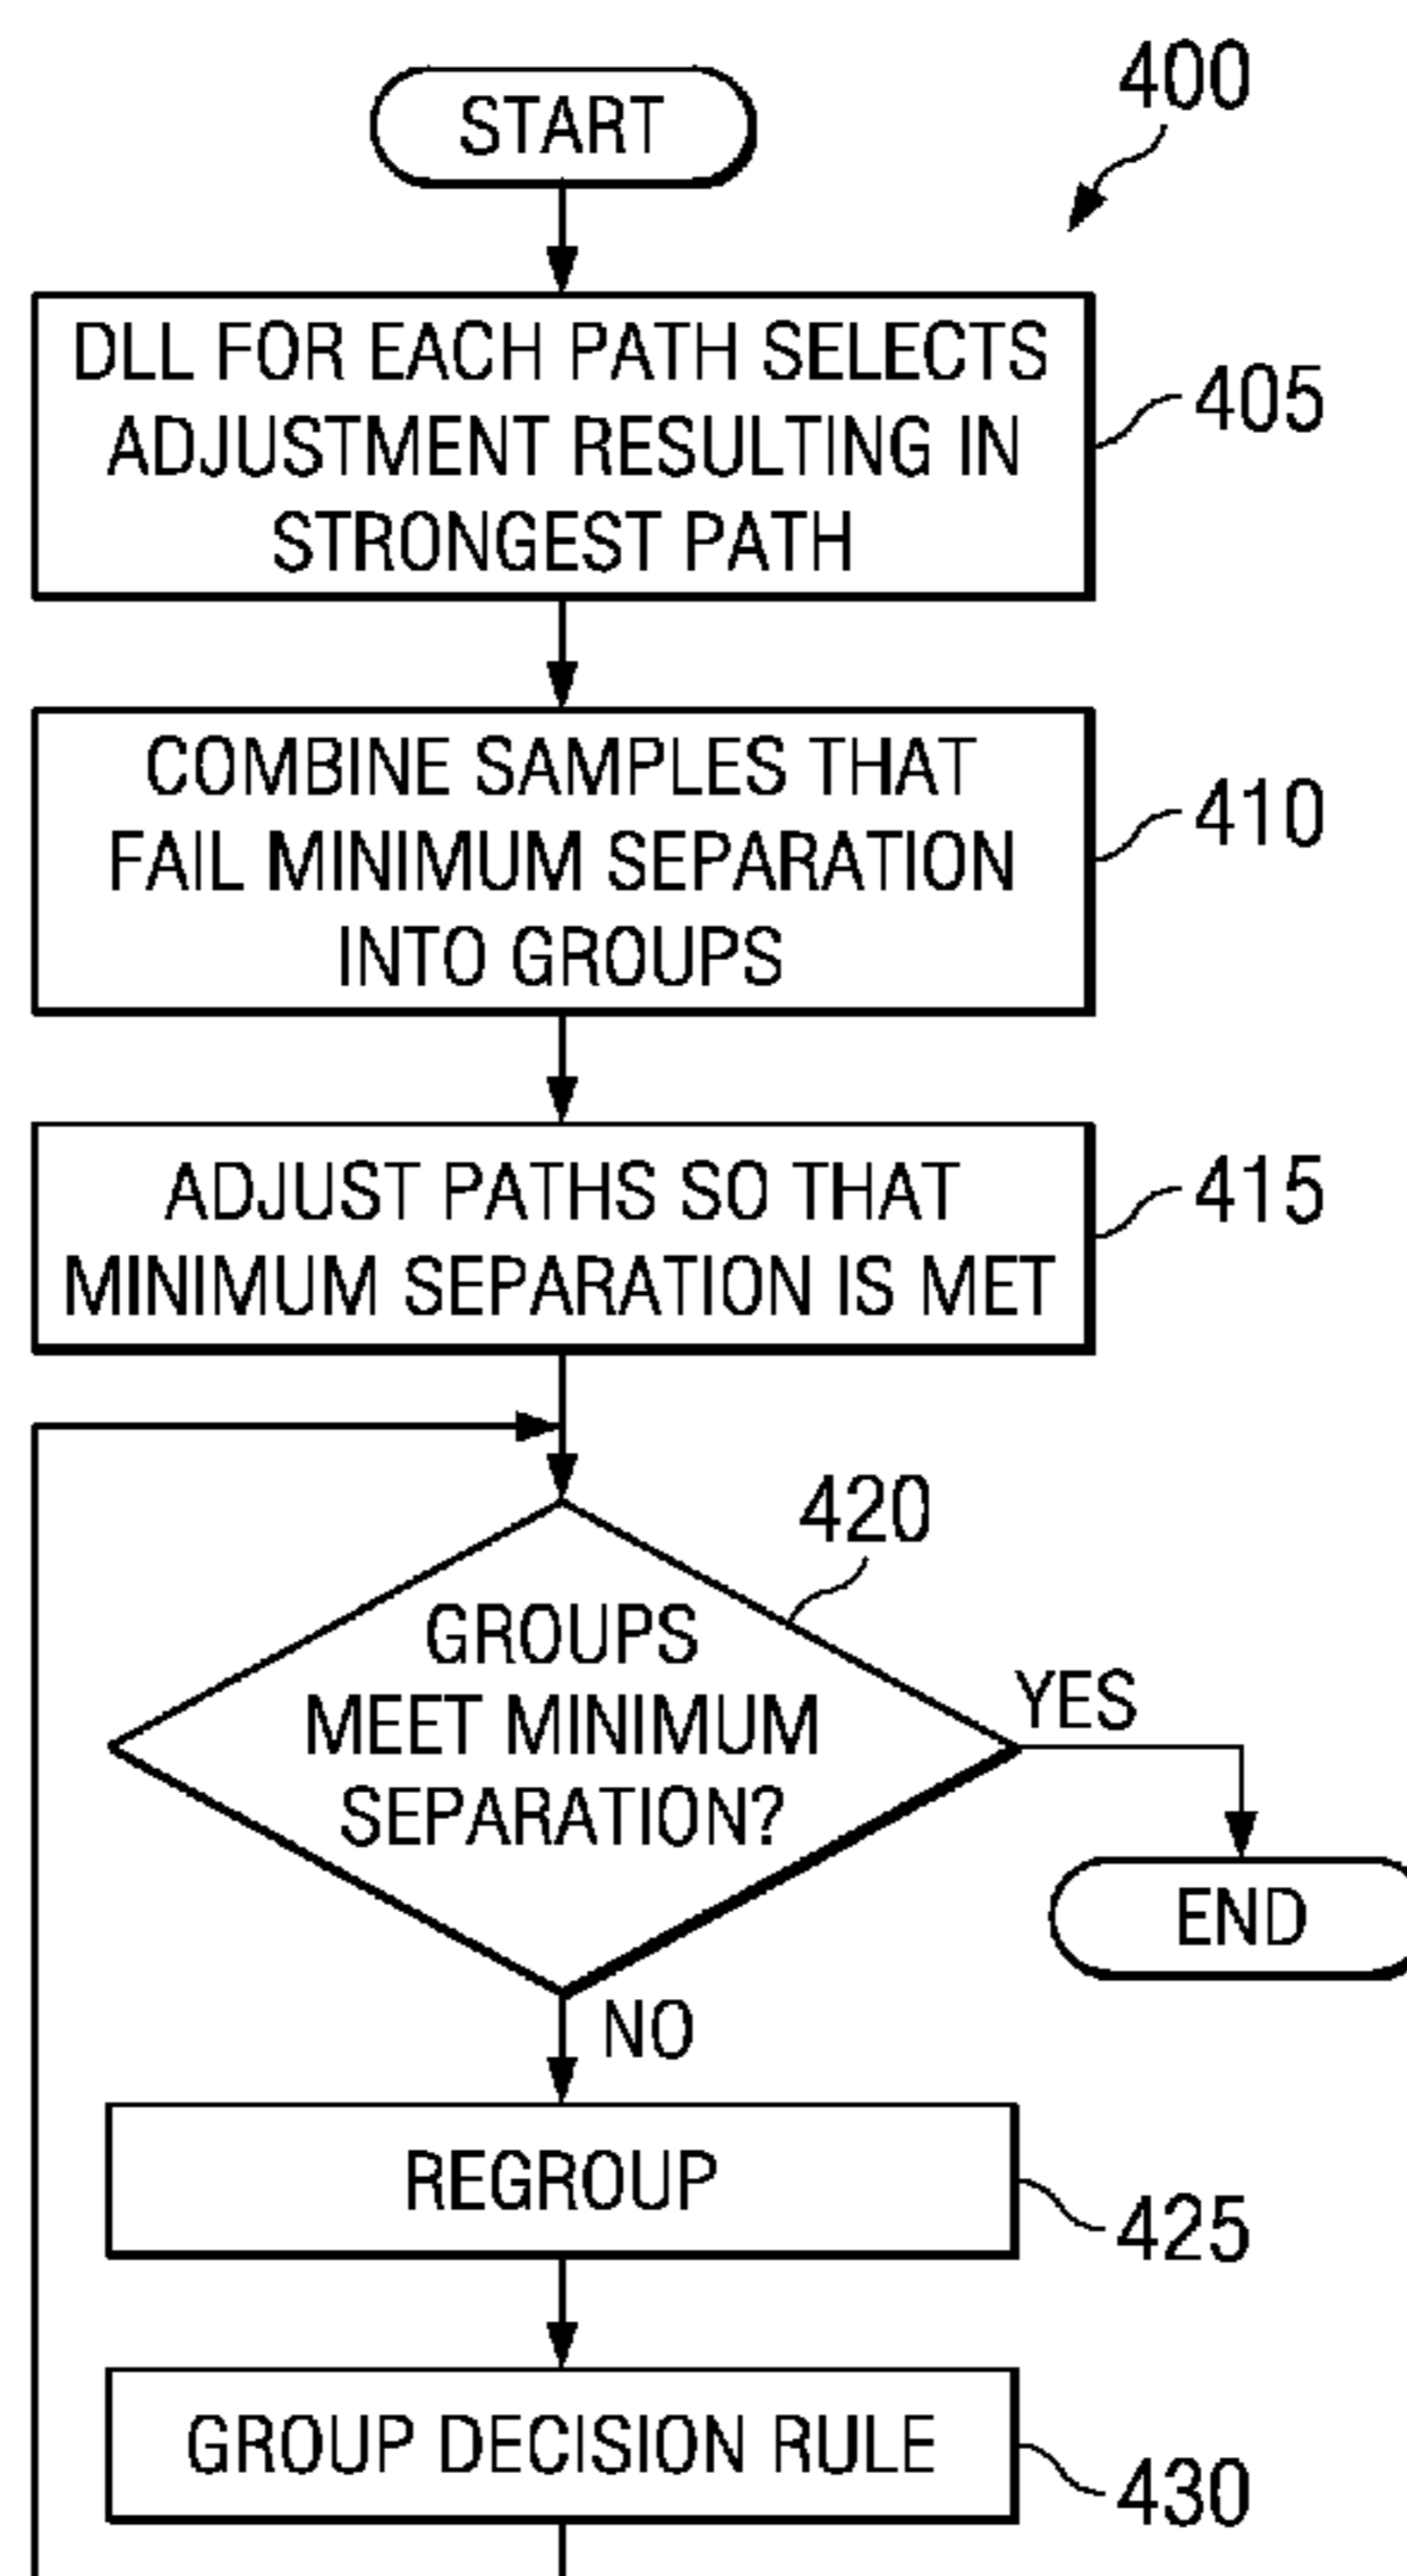 400
START
DLL FOR EACH PATH SELECTS
ADJUSTMENT RESULTING IN
STRONGEST PATH
405
COMBINE SAMPLES THAT
FAIL MINIMUM SEPARATION
INTO GROUPS
410
ADJUST PATHS SO THAT
MINIMUM SEPARATION IS MET
415
420
GROUPS
MEET MINIMUM
SEPARATION?
YES
END
NO
REGROUP
425
GROUP DECISION RULE
430